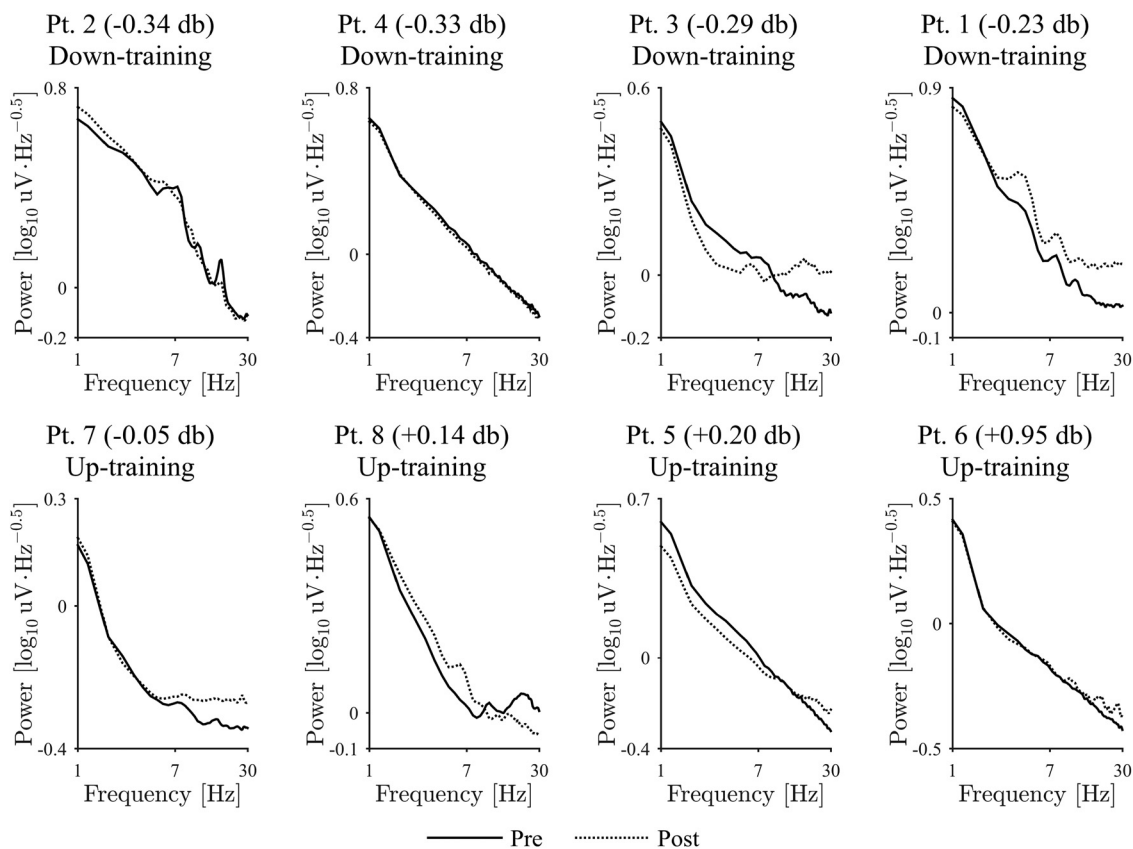 Pt. 2 (-0.34 db)
Down-training
0.8
0
-0.2
Power [log10 uV·Hz−0.5]
1 7 30
Frequency [Hz]
Pt. 4 (-0.33 db)
Down-training
0.8
0
-0.4
Power [log10 uV·Hz−0.5]
1 7 30
Frequency [Hz]
Pt. 3 (-0.29 db)
Down-training
0.6
0
-0.2
Power [log10 uV·Hz−0.5]
1 7 30
Frequency [Hz]
Pt. 1 (-0.23 db)
Down-training
0.9
0
-0.1
Power [log10 uV·Hz−0.5]
1 7 30
Frequency [Hz]
Pt. 7 (-0.05 db)
Up-training
0.3
0
-0.4
Power [log10 uV·Hz−0.5]
1 7 30
Frequency [Hz]
Pt. 8 (+0.14 db)
Up-training
0.6
0
-0.1
Power [log10 uV·Hz−0.5]
1 7 30
Frequency [Hz]
Pt. 5 (+0.20 db)
Up-training
0.7
0
-0.4
Power [log10 uV·Hz−0.5]
1 7 30
Frequency [Hz]
Pt. 6 (+0.95 db)
Up-training
0.5
0
-0.5
Power [log10 uV·Hz−0.5]
1 7 30
Frequency [Hz]
Pre Post